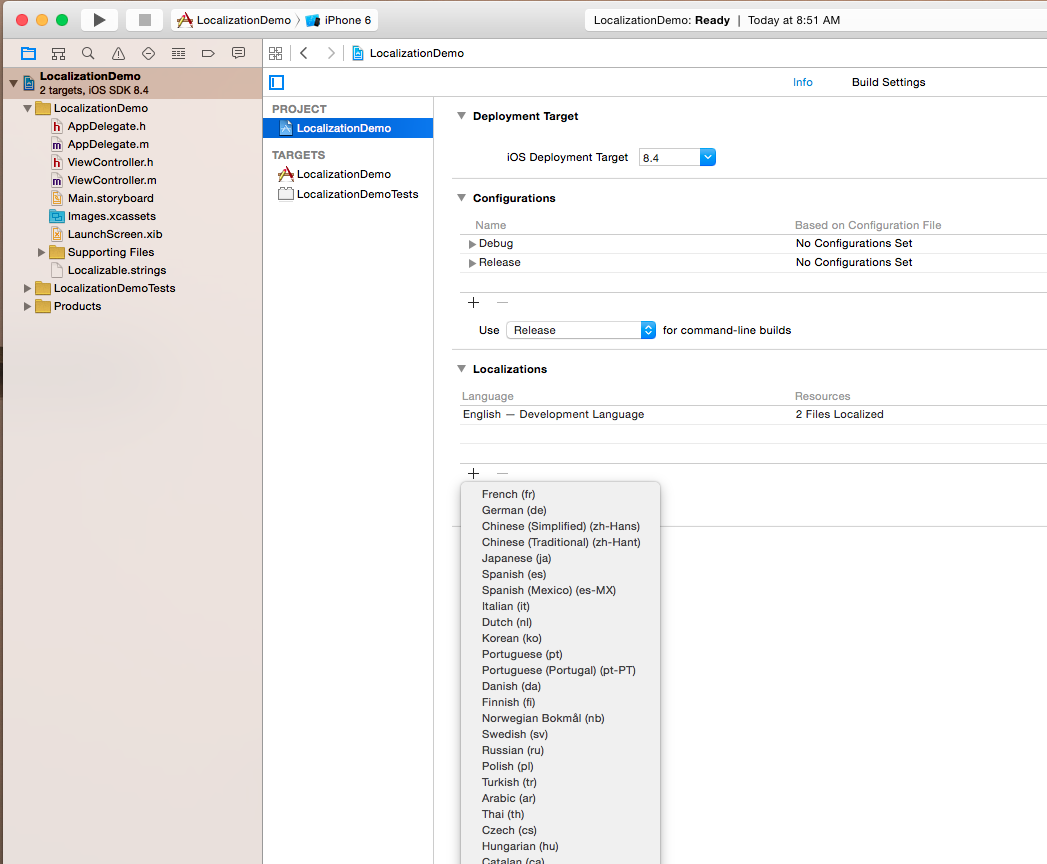 LocalizationDemo iPhone 6
LocalizationDemo: Ready | Today at 8:51 AM
LocalizationDemo
LocalizationDemo
2 targets, iOS SDK 8.4
LocalizationDemo
AppDelegate.h
AppDelegate.m
ViewController.h
ViewController.m
Main.storyboard
Images.xcassets
LaunchScreen.xib
Supporting Files
Localizable.strings
LocalizationDemoTests
Products
Info Build Settings
PROJECT
LocalizationDemo
TARGETS
LocalizationDemo
LocalizationDemoTests
Deployment Target
iOS Deployment Target 8.4
Configurations
Name Based on Configuration File
Debug No Configurations Set
Release No Configurations Set
Use Release for command-line builds
Localizations
Language Resources
English — Development Language 2 Files Localized
French (fr)
German (de)
Chinese (Simplified) (zh-Hans)
Chinese (Traditional) (zh-Hant)
Japanese (ja)
Spanish (es)
Spanish (Mexico) (es-MX)
Italian (it)
Dutch (nl)
Korean (ko)
Portuguese (pt)
Portuguese (Portugal) (pt-PT)
Danish (da)
Finnish (fi)
Norwegian Bokmål (nb)
Swedish (sv)
Russian (ru)
Polish (pl)
Turkish (tr)
Arabic (ar)
Thai (th)
Czech (cs)
Hungarian (hu)
Catalan (ca)